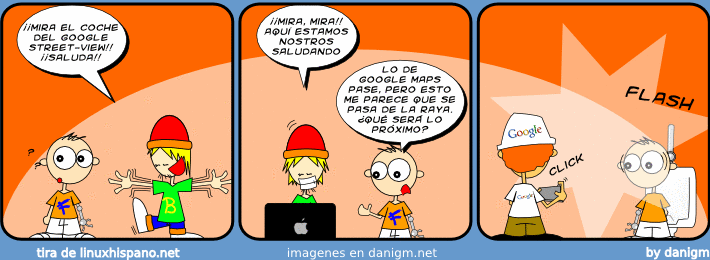 ¡¡MIRA EL COCHE
DEL GOOGLE
STREET-VIEW!!
¡¡SALUDA!!
?
?
B
¡¡MIRA, MIRA!!
AQUÍ ESTAMOS
NOSTROS
SALUDANDO
LO DE
GOOGLE MAPS
PASE, PERO ESTO
ME PARECE QUE SE
PASA DE LA RAYA.
¿QUÉ SERÁ LO
PRÓXIMO?
FLASH
Google
CLICK
Google
tira de linuxhispano.net
imagenes en danigm.net
by danigm